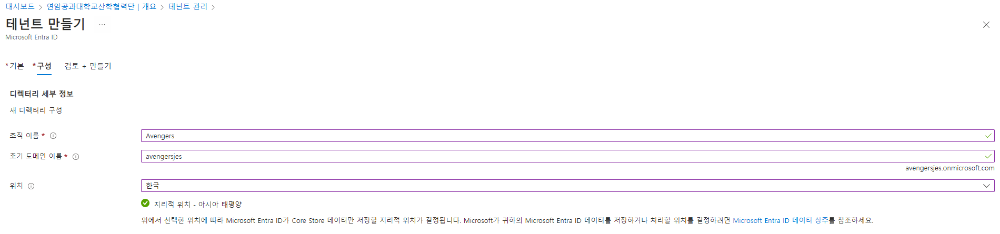 대시보드 > 연암공과대학교산학협력단 | 개요 > 테넌트 관리 >
테넌트 만들기 ...
Microsoft Entra ID
* 기본 * 구성 검토 + 만들기
디렉터리 세부 정보
새 디렉터리 구성
조직 이름 * Avengers
초기 도메인 이름 * avengersjes
avengersjes.onmicrosoft.com
위치 한국
지리적 위치 - 아시아 태평양
위에서 선택한 위치에 따라 Microsoft Entra ID가 Core Store 데이터만 저장할 지리적 위치가 결정됩니다. Microsoft가 귀하의 Microsoft Entra ID 데이터를 저장하거나 처리할 위치를 결정하려면 Microsoft Entra ID 데이터 상주를 참조하세요.